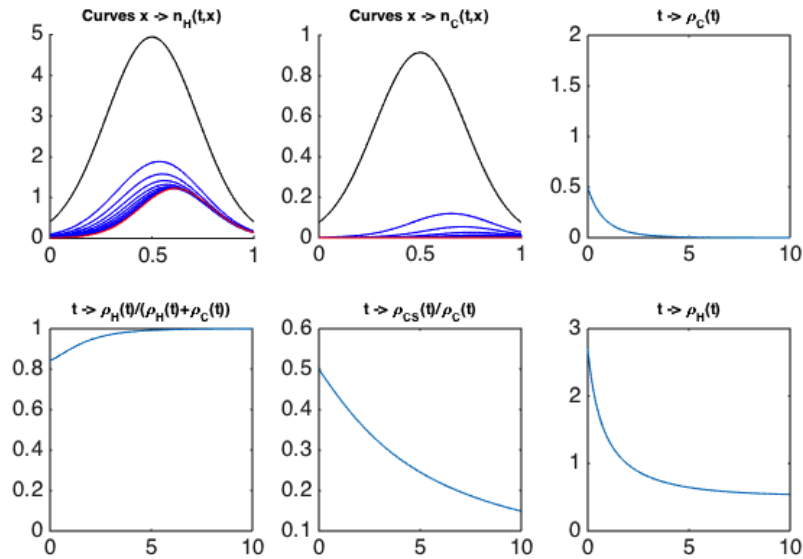 Curves x -> n_H(t,x)
5
4
3
2
1
0
0 0.5 1
Curves x -> n_C(t,x)
1
0.8
0.6
0.4
0.2
0
0 0.5 1
t -> ρ_C(t)
2
1.5
1
0.5
0
0 5 10
t -> ρ_H(t)/(ρ_H(t)+ρ_C(t))
1
0.8
0.6
0.4
0.2
0
0 5 10
t -> ρ_CS(t)/ρ_C(t)
0.6
0.5
0.4
0.3
0.2
0.1
0 5 10
t -> ρ_H(t)
3
2
1
0
0 5 10